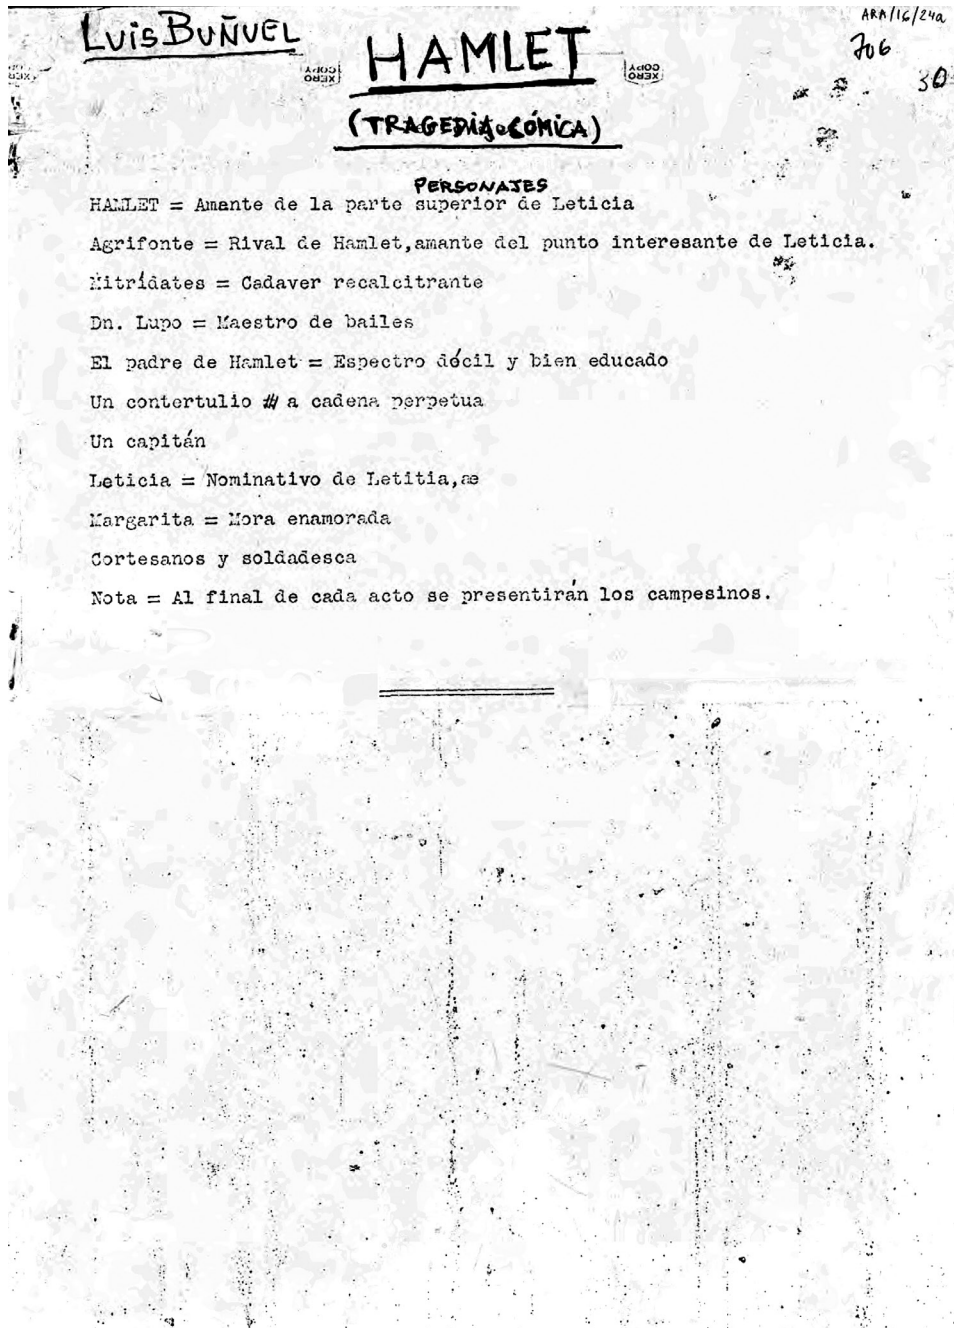 ARA/16/24a
LUIS BUÑUEL
HAMLET
706
30
XERO
COPY
XERO
COPY
(TRAGEDIA CÓMICA)
PERSONAJES
HAMLET = Amante de la parte superior de Leticia
Agrifonte = Rival de Hamlet,amante del punto interesante de Leticia.
Mitrídates = Cadaver recalcitrante
Dn. Lupo = Maestro de bailes
El padre de Hamlet = Espectro dócil y bien educado
Un contertulio a cadena perpetua
Un capitán
Leticia = Nominativo de Letitia,ae
Margarita = Mora enamorada
Cortesanos y soldadesca
Nota = Al final de cada acto se presentirán los campesinos.